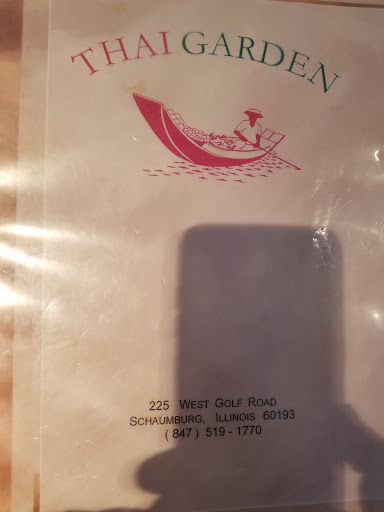 THAI GARDEN
225 WEST GOLF ROAD
SCHAUMBURG, ILLINOIS 60193
( 847 ) 519 - 1770